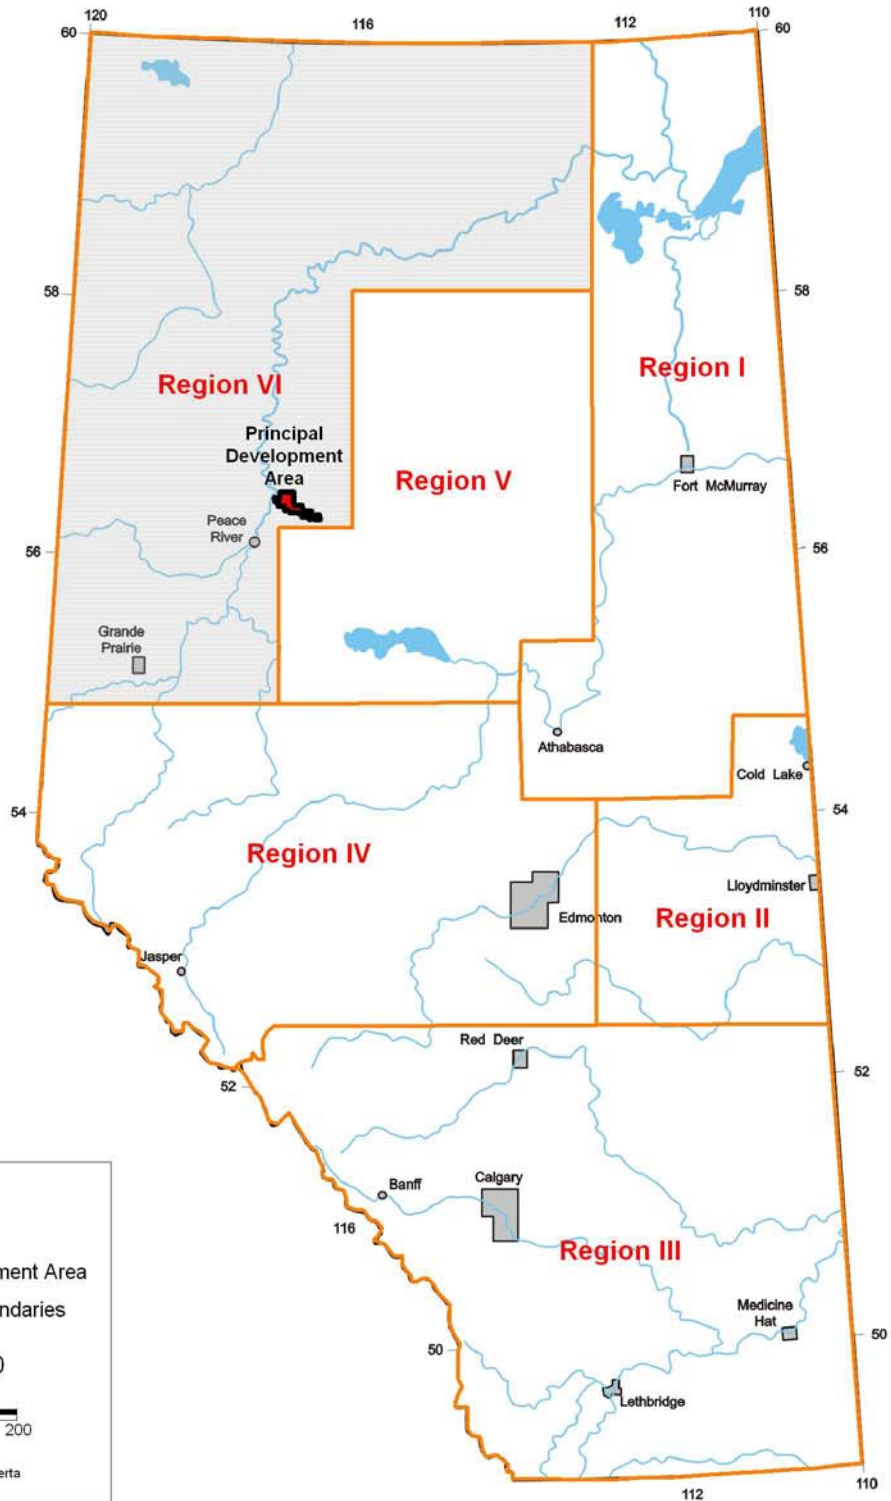 120
116
112
110
60
60
58
58
Region VI
Region I
Principal
Development
Area
Region V
Fort McMurray
Peace
River
56
56
Grande
Prairie
Athabasca
Cold Lake
54
54
Region IV
Lloydminster
Edmonton
Region II
Jasper
Red Deer
52
52
Banff
Calgary
116
Region III
ment Area
ndaries
Medicine
Hat
50
50
0
200
Lethbridge
erta
112
110